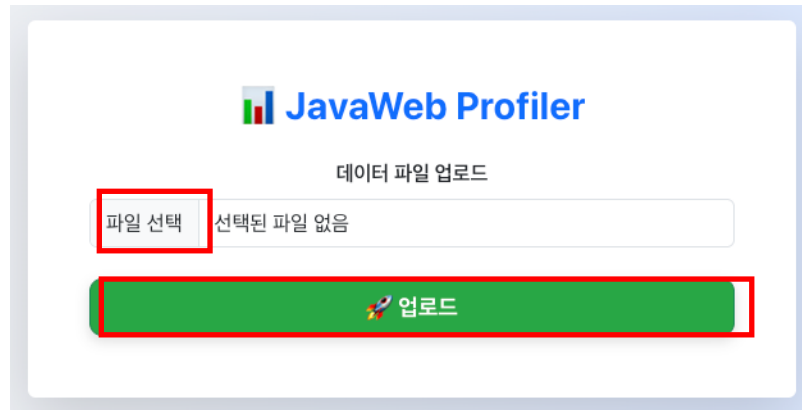 📊 JavaWeb Profiler
데이터 파일 업로드
파일 선택 선택된 파일 없음
🚀 업로드